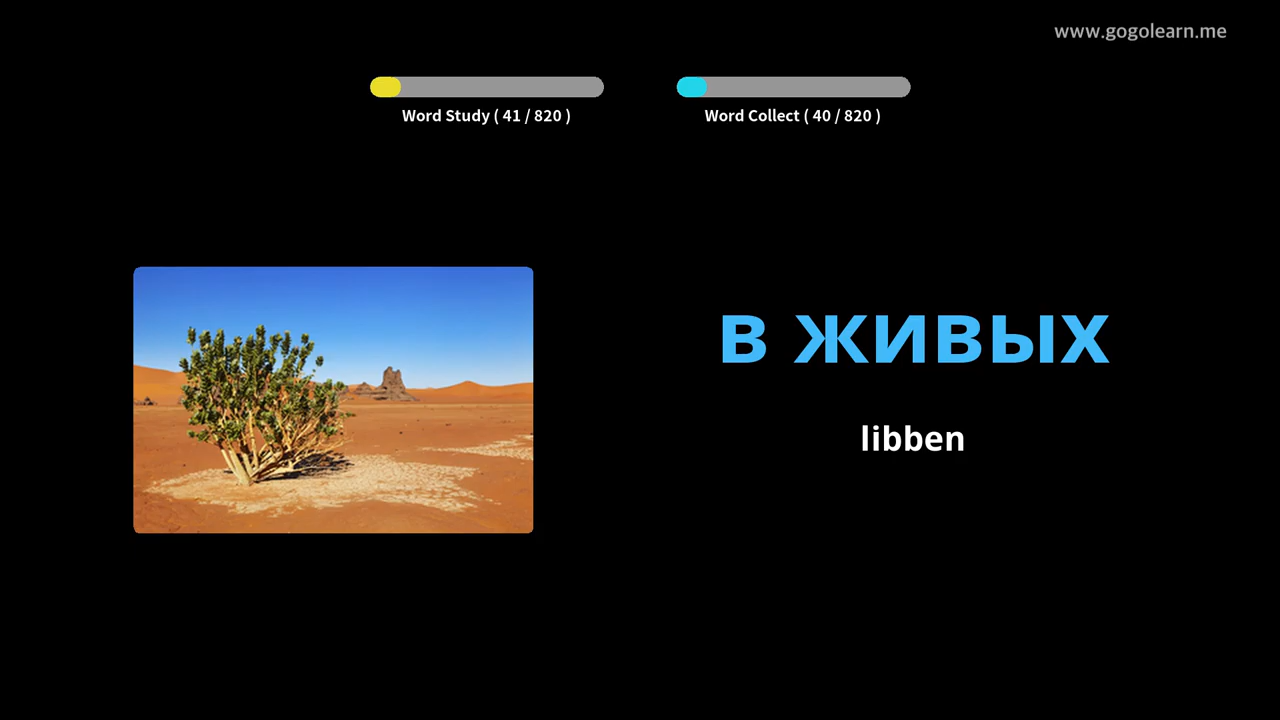 www.gogolearn.me
Word Study ( 41 / 820 )
Word Collect ( 40 / 820 )
в живых
libben